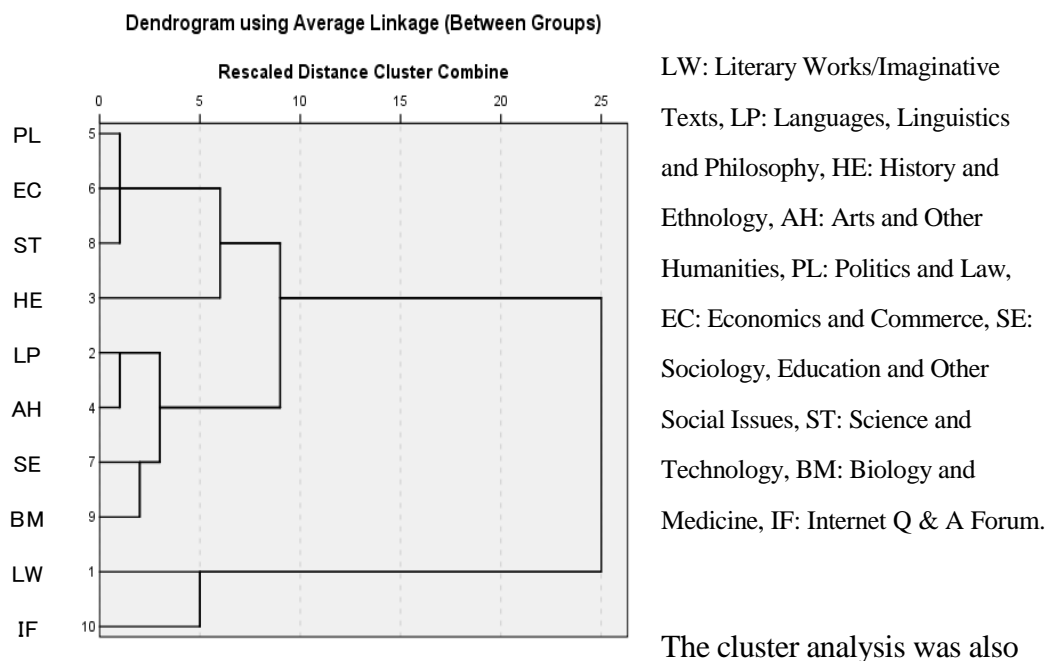 Dendrogram using Average Linkage (Between Groups)
Rescaled Distance Cluster Combine
0 5 10 15 20 25
PL 5
EC 6
ST 8
HE 3
LP 2
AH 4
SE 7
BM 9
LW 1
IF 10
LW: Literary Works/Imaginative
Texts, LP: Languages, Linguistics
and Philosophy, HE: History and
Ethnology, AH: Arts and Other
Humanities, PL: Politics and Law,
EC: Economics and Commerce, SE:
Sociology, Education and Other
Social Issues, ST: Science and
Technology, BM: Biology and
Medicine, IF: Internet Q & A Forum.
The cluster analysis was also